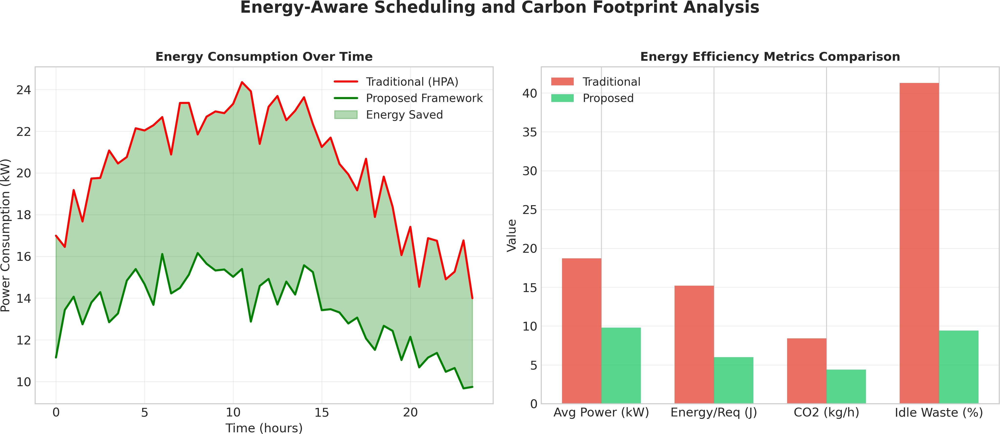 Energy-Aware Scheduling and Carbon Footprint Analysis
Energy Consumption Over Time
Power Consumption (kW)
24
22
20
18
16
14
12
10
Traditional (HPA)
Proposed Framework
Energy Saved
0 5 10 15 20
Time (hours)
Energy Efficiency Metrics Comparison
Value
40
35
30
25
20
15
10
5
0
Traditional
Proposed
Avg Power (kW) Energy/Req (J) CO2 (kg/h) Idle Waste (%)